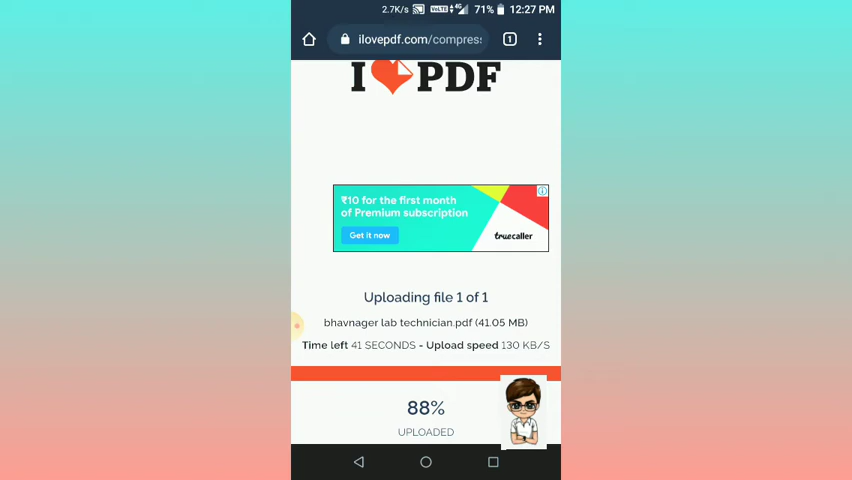 2.7K/s VoLTE 4G 71% 12:27 PM
ilovepdf.com/compres
1
I PDF
₹10 for the first month
of Premium subscription
Get it now
truecaller
Uploading file 1 of 1
bhavnager lab technician.pdf (41.05 MB)
Time left 41 SECONDS - Upload speed 130 KB/S
88%
UPLOADED